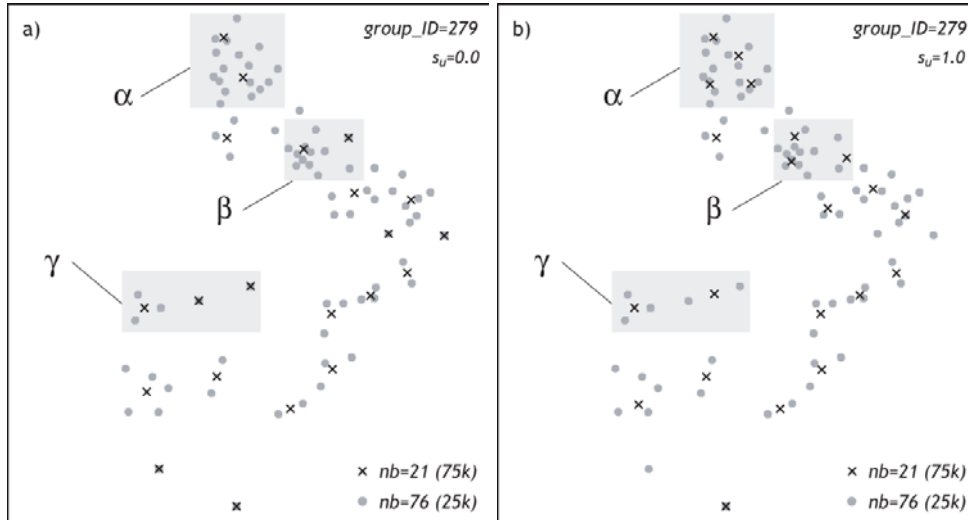 a)
group_ID=279
s_u=0.0
α
β
γ
× nb=21 (75k)
● nb=76 (25k)
b)
group_ID=279
s_u=1.0
α
β
γ
× nb=21 (75k)
● nb=76 (25k)